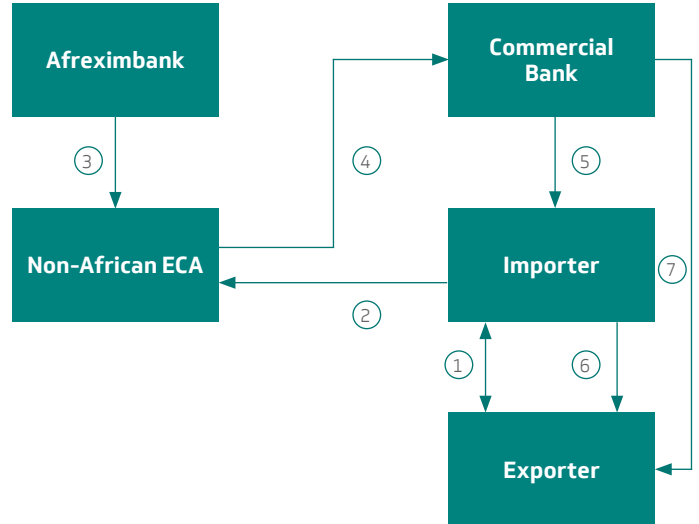 Afreximbank
Commercial
Bank
3
4
5
Non-African ECA
Importer
7
2
1
6
Exporter